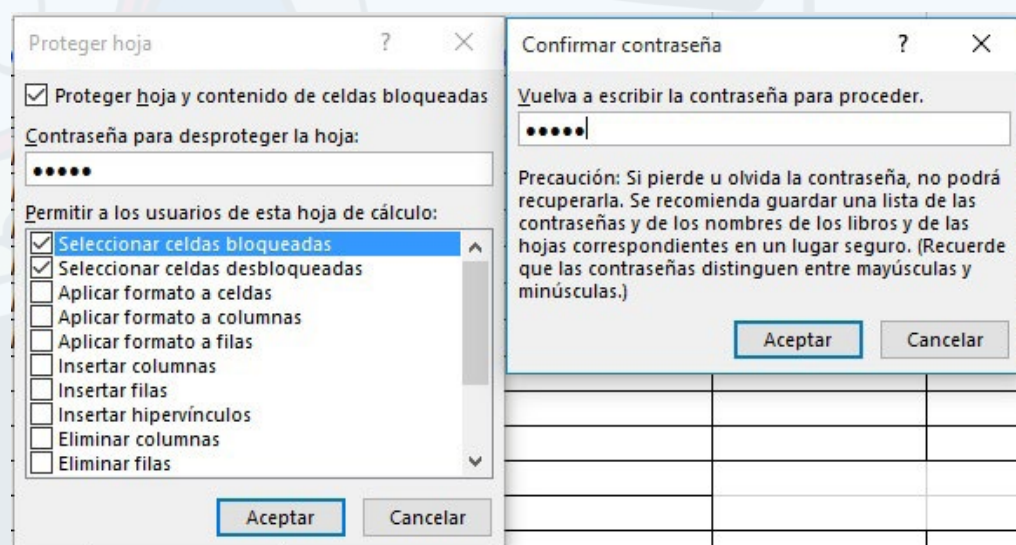 Proteger hoja ? ×
Proteger hoja y contenido de celdas bloqueadas
Contraseña para desproteger la hoja:
•••••
Permitir a los usuarios de esta hoja de cálculo:
Seleccionar celdas bloqueadas
Seleccionar celdas desbloqueadas
Aplicar formato a celdas
Aplicar formato a columnas
Aplicar formato a filas
Insertar columnas
Insertar filas
Insertar hipervínculos
Eliminar columnas
Eliminar filas
Aceptar
Cancelar
Confirmar contraseña ? ×
Vuelva a escribir la contraseña para proceder.
•••••
Precaución: Si pierde u olvida la contraseña, no podrá
recuperarla. Se recomienda guardar una lista de las
contraseñas y de los nombres de los libros y de las
hojas correspondientes en un lugar seguro. (Recuerde
que las contraseñas distinguen entre mayúsculas y
minúsculas.)
Aceptar
Cancelar